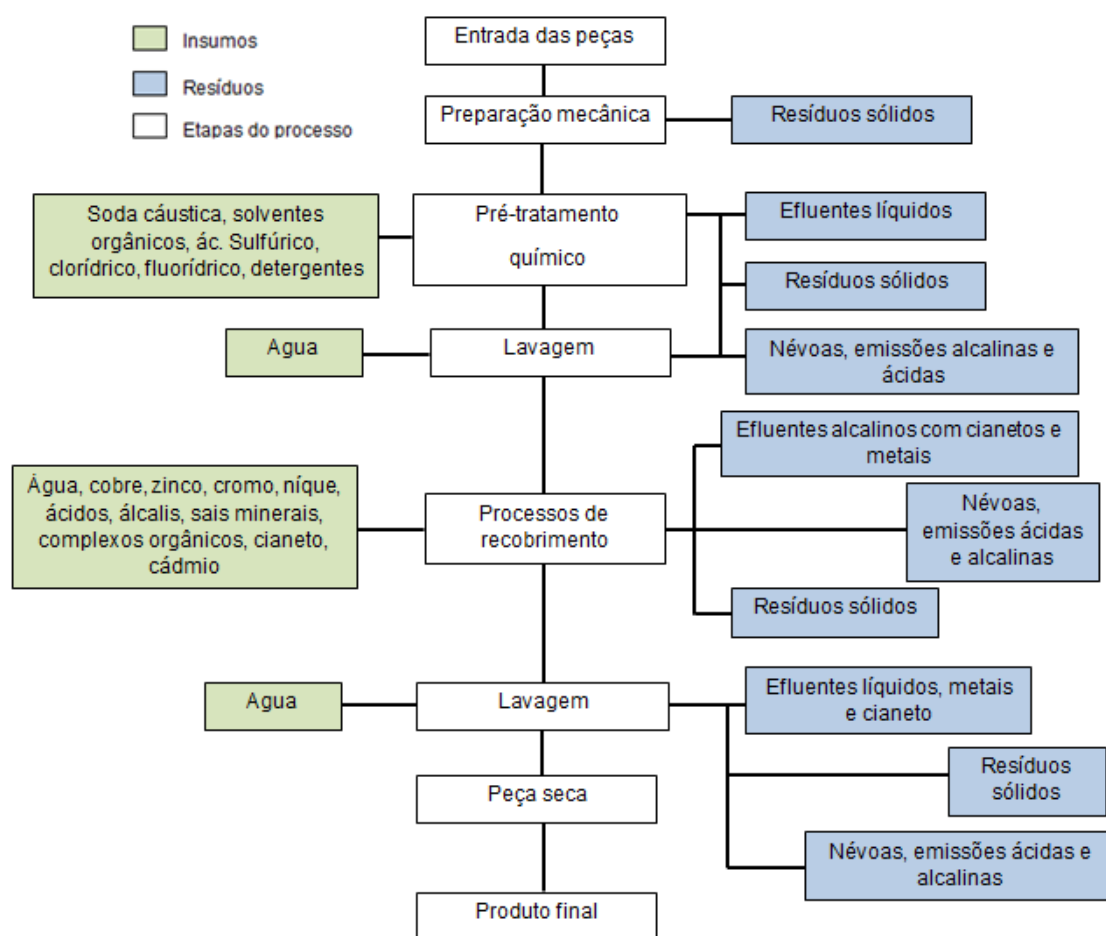 Insumos
Resíduos
Etapas do processo
Entrada das peças
Preparação mecânica
Resíduos sólidos
Soda cáustica, solventes
orgânicos, ác. Sulfúrico,
clorídrico, fluorídrico, detergentes
Pré-tratamento
químico
Efluentes líquidos
Resíduos sólidos
Agua
Lavagem
Névoas, emissões alcalinas e
ácidas
Efluentes alcalinos com cianetos e
metais
Água, cobre, zinco, cromo, níque,
ácidos, álcalis, sais minerais,
complexos orgânicos, cianeto,
cádmio
Processos de
recobrimento
Névoas,
emissões ácidas
e alcalinas
Resíduos sólidos
Agua
Lavagem
Efluentes líquidos, metais
e cianeto
Resíduos
sólidos
Peça seca
Névoas, emissões ácidas e
alcalinas
Produto final